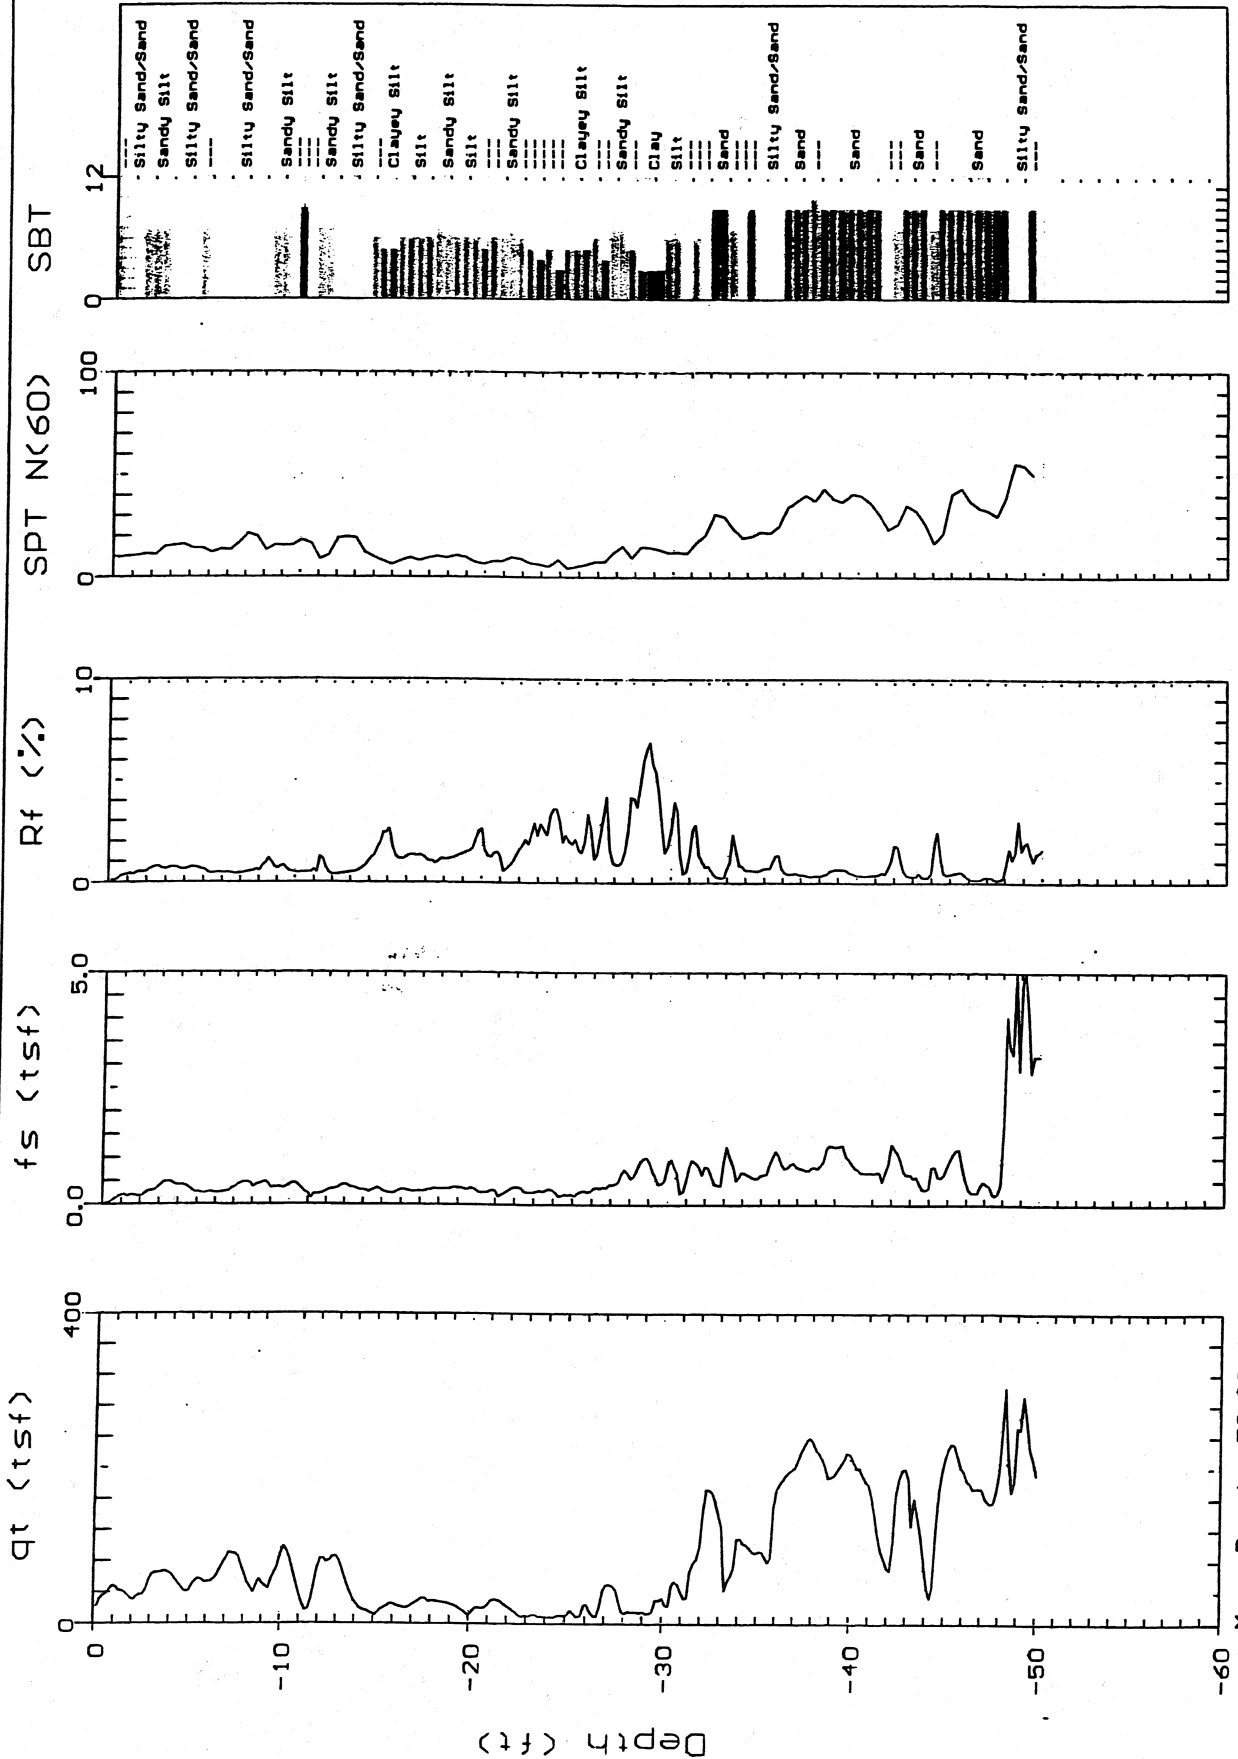 qt (tsf)
fs (tsf)
Rf (%)
SPT N(60)
SBT
0
400
0.0
5.0
0
10
0
100
0
12
Depth (ft)
0
-10
-20
-30
-40
-50
-60
---
Silty Sand/Sand
Sandy Silt
Silty Sand/Sand
---
Silty Sand/Sand
Sandy Silt
---
---
---
Sandy Silt
Silty Sand/Sand
---
Clayey Silt
Silt
Sandy Silt
Silt
---
---
Sandy Silt
---
---
---
---
---
Clayey Silt
---
---
Sandy Silt
---
Clay
Silt
---
---
---
Sand
---
---
---
Silty Sand/Sand
Sand
---
Sand
---
---
Sand
---
Sand
Silty Sand/Sand
---